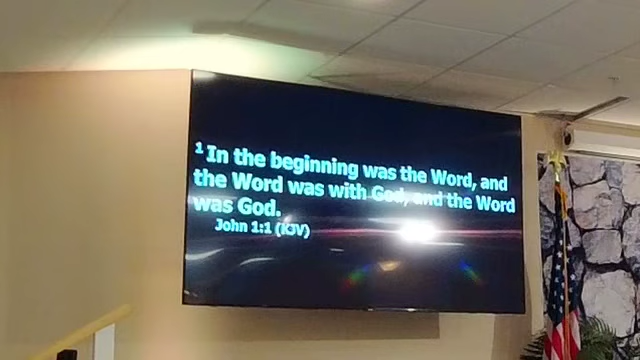 1 In the beginning was the Word, and
the Word was with God, and the Word
was God.
John 1:1 (KJV)